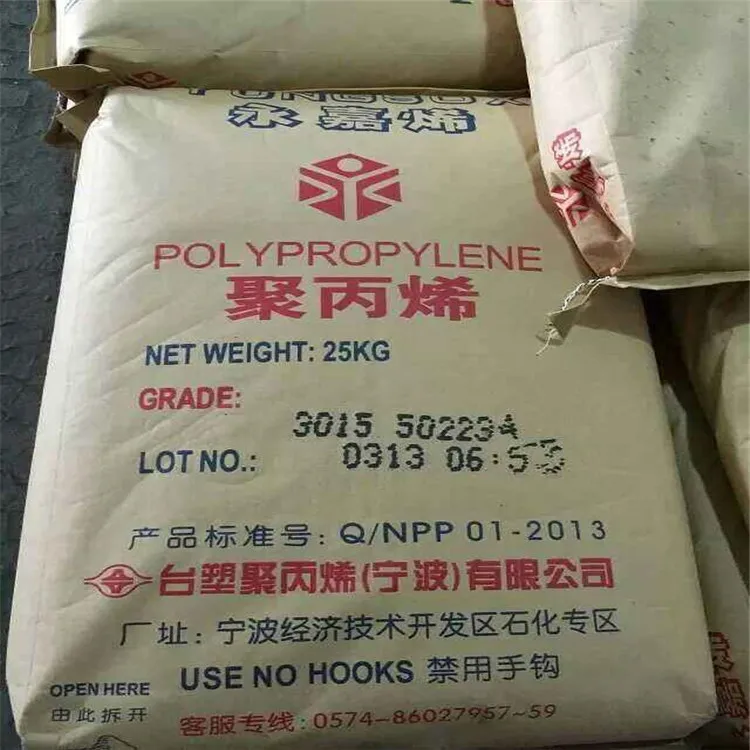 YUNGSOX
永嘉烯
POLYPROPYLENE
聚丙烯
NET WEIGHT: 25KG
GRADE:
3015 50223A
LOT NO.:
0313 06:53
产品标准号: Q/NPP 01-2013
台塑聚丙烯(宁波)有限公司
厂址: 宁波经济技术开发区石化专区
USE NO HOOKS 禁用手钩
OPEN HERE
由此拆开
客服专线: 0574-86027957~59